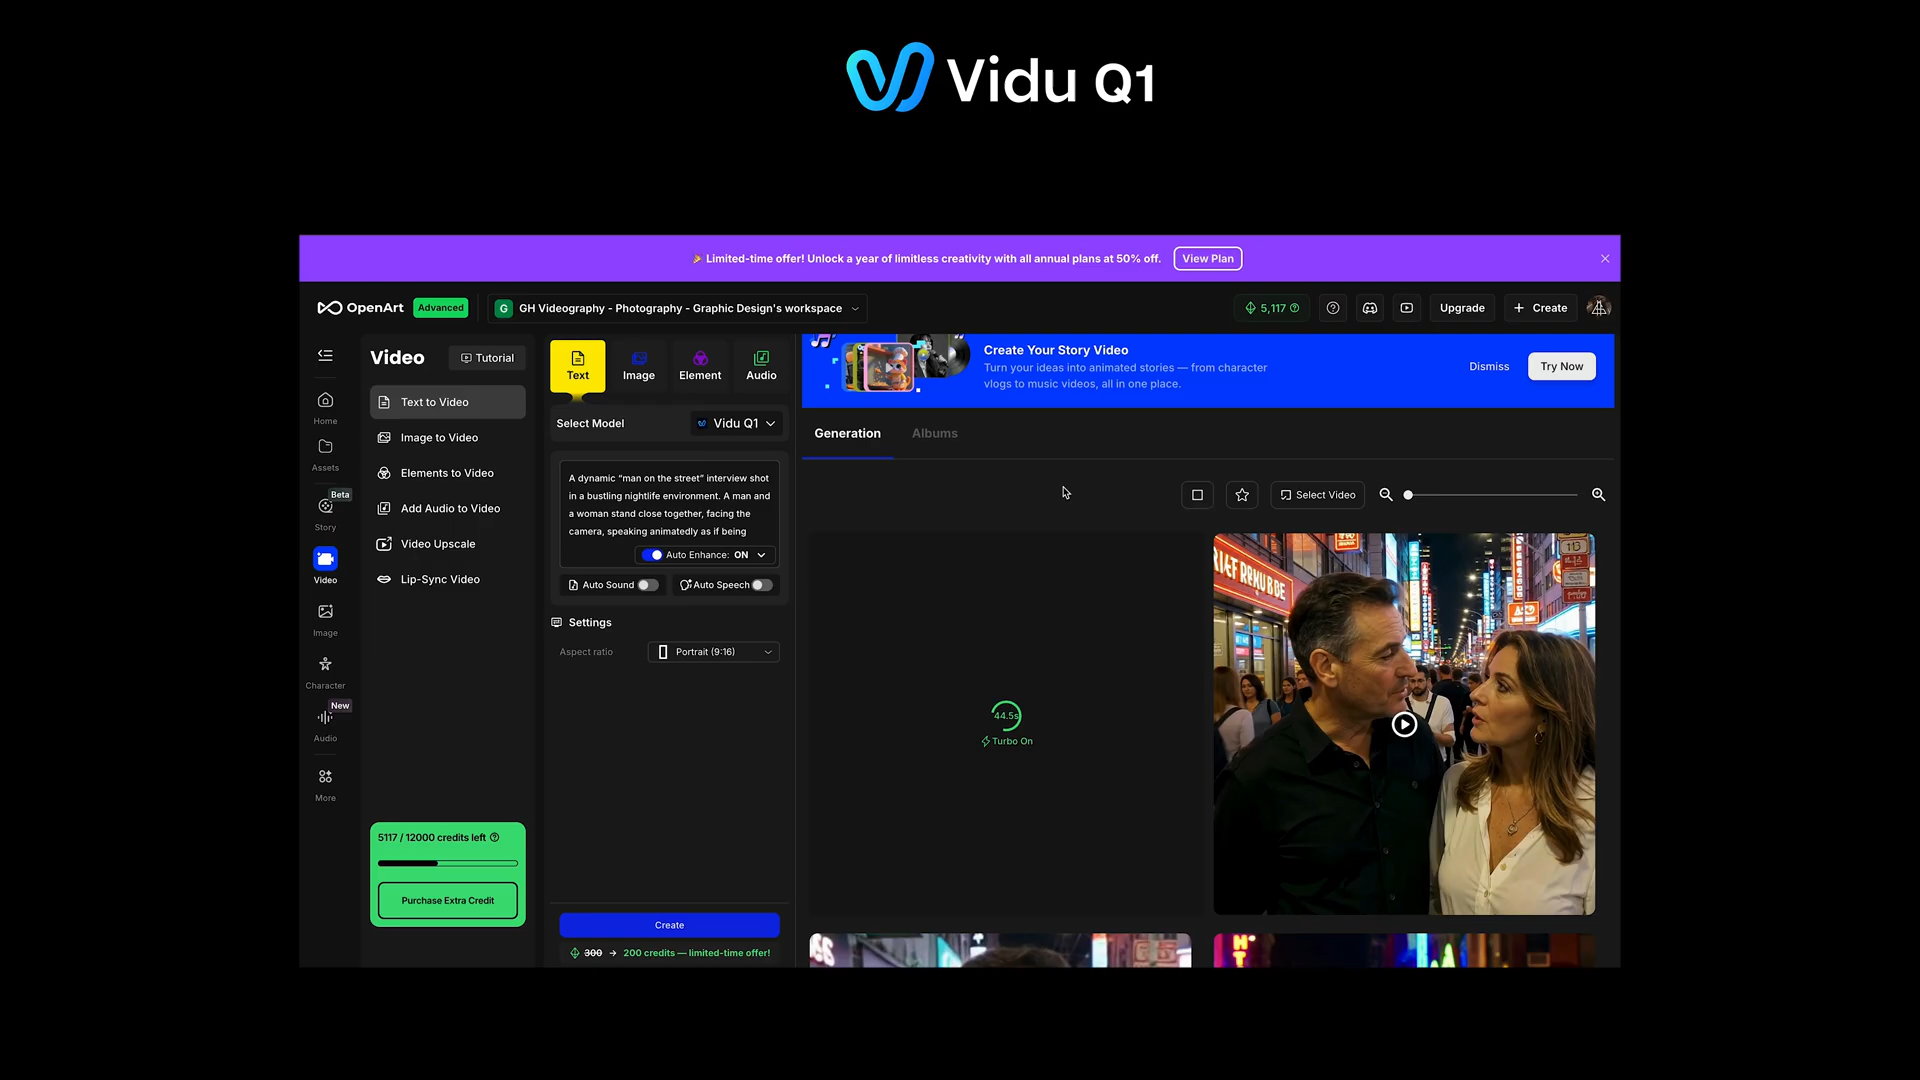 Vidu Q1
🎉 Limited-time offer! Unlock a year of limitless creativity with all annual plans at 50% off.
View Plan
OpenArt
Advanced
G
GH Videography - Photography - Graphic Design's workspace
5,117
Upgrade
+ Create
Home
Assets
Beta
Story
Video
Image
Character
New
Audio
More
Video
Tutorial
Text to Video
Image to Video
Elements to Video
Add Audio to Video
Video Upscale
Lip-Sync Video
5117 / 12000 credits left
Purchase Extra Credit
Text
Image
Element
Audio
Select Model
Vidu Q1
A dynamic “man on the street” interview shot
in a bustling nightlife environment. A man and
a woman stand close together, facing the
camera, speaking animatedly as if being
Auto Enhance: ON
Auto Sound
Auto Speech
Settings
Aspect ratio
Portrait (9:16)
Create
300 → 200 credits — limited-time offer!
Create Your Story Video
Turn your ideas into animated stories — from character
vlogs to music videos, all in one place.
Dismiss
Try Now
Generation
Albums
Select Video
44.5s
Turbo On